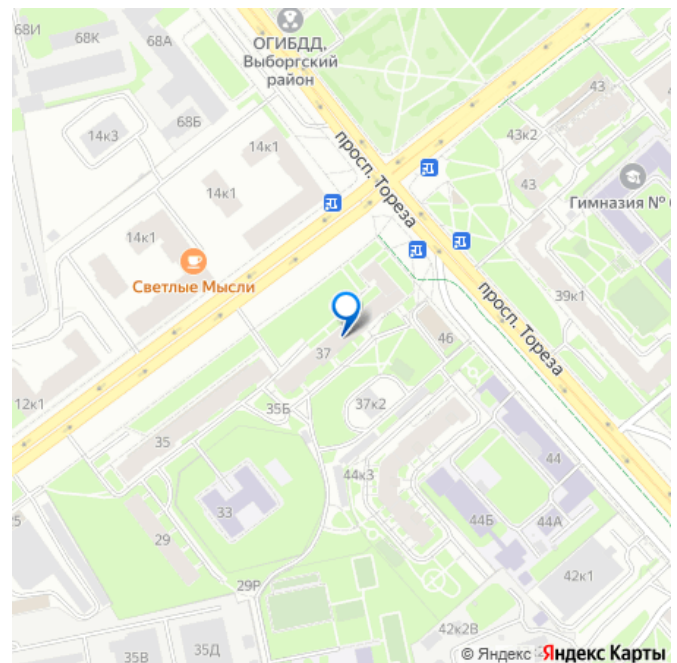 68И
68К
68А
ОГИБДД,
Выборгский
район
68Б
14к3
14к1
14к1
14к1
43
43к2
43
просп. Тореза
Гимназия №
Светлые Мысли
39к1
просп. Тореза
46
37
12к1
35Б
37к2
35
44к3
44
33
44Б
44А
29
29Р
42к1
42к2В
35В
35Д
© Яндекс
Яндекс Карты